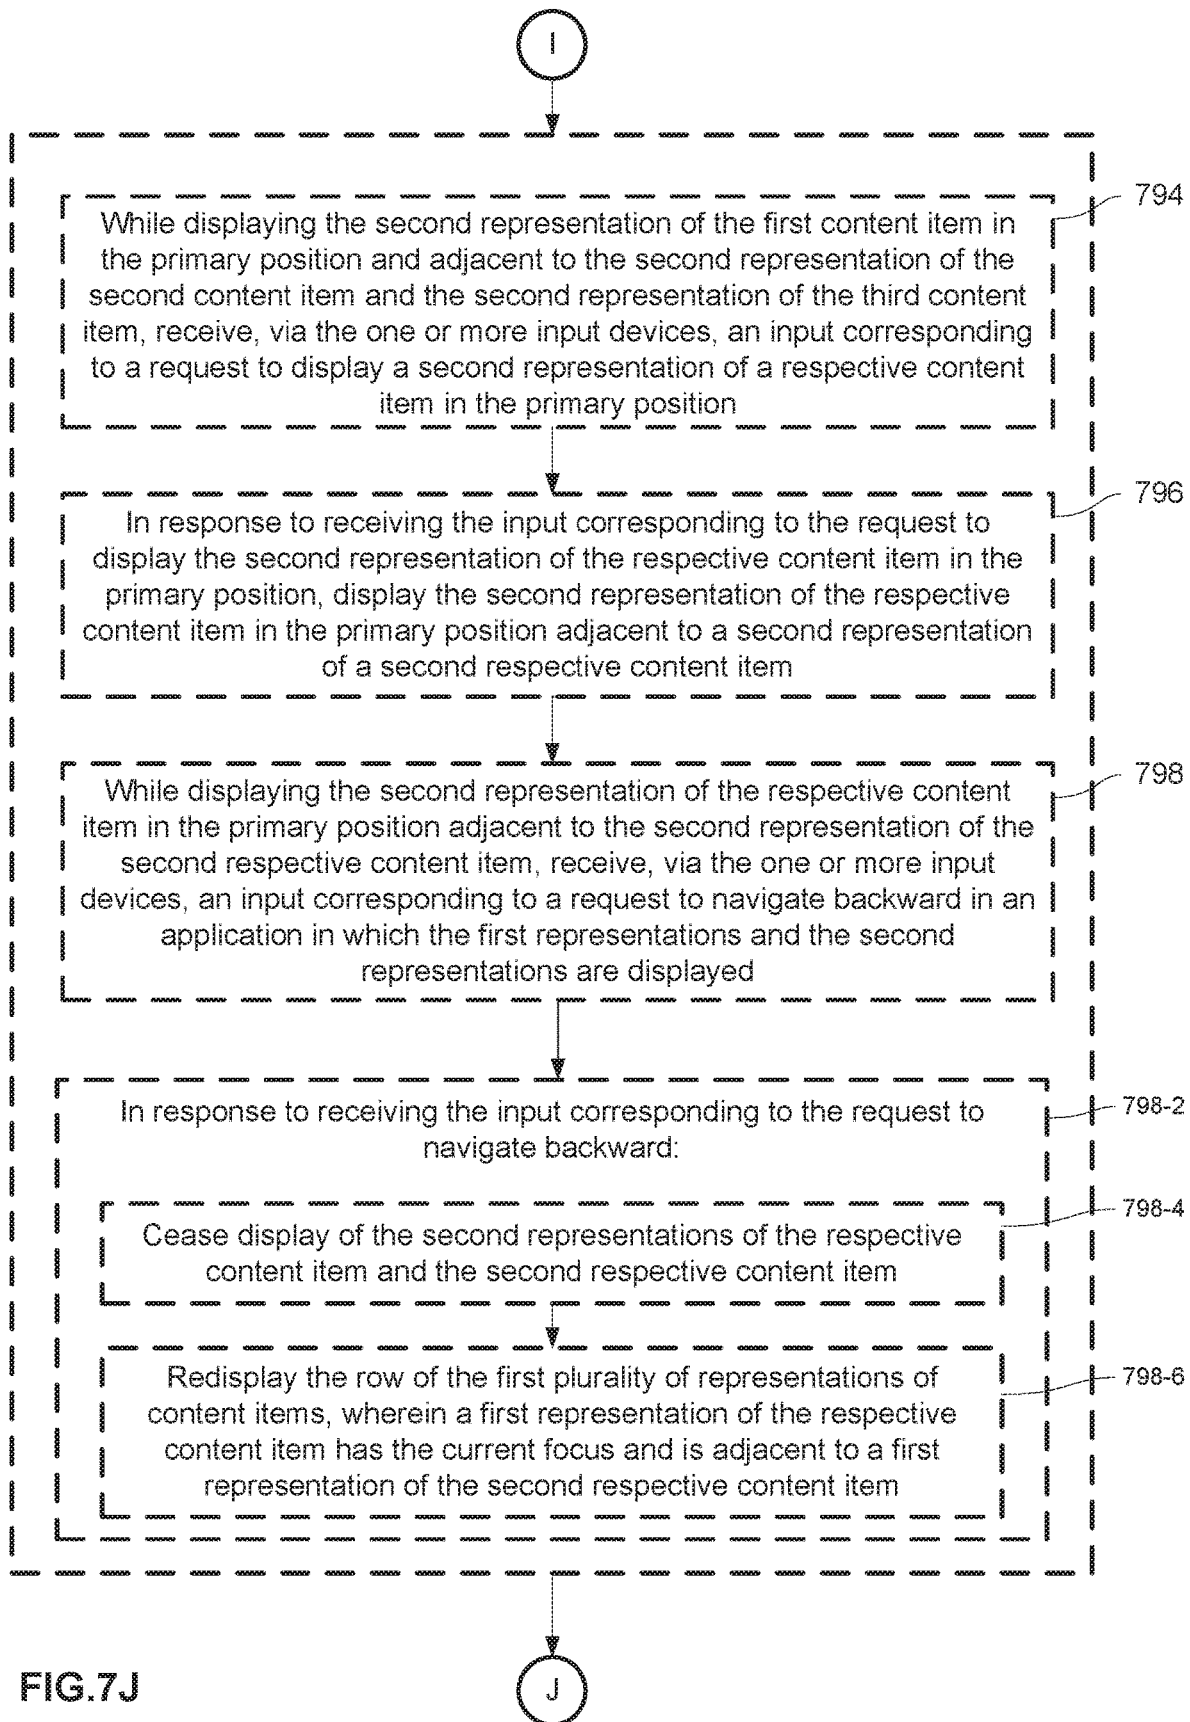 I
While displaying the second representation of the first content item in
the primary position and adjacent to the second representation of the
second content item and the second representation of the third content
item, receive, via the one or more input devices, an input corresponding
to a request to display a second representation of a respective content
item in the primary position
794
In response to receiving the input corresponding to the request to
display the second representation of the respective content item in the
primary position, display the second representation of the respective
content item in the primary position adjacent to a second representation
of a second respective content item
796
While displaying the second representation of the respective content
item in the primary position adjacent to the second representation of the
second respective content item, receive, via the one or more input
devices, an input corresponding to a request to navigate backward in an
application in which the first representations and the second
representations are displayed
798
In response to receiving the input corresponding to the request to
navigate backward:
798-2
Cease display of the second representations of the respective
content item and the second respective content item
798-4
Redisplay the row of the first plurality of representations of
content items, wherein a first representation of the respective
content item has the current focus and is adjacent to a first
representation of the second respective content item
798-6
J
FIG.7J